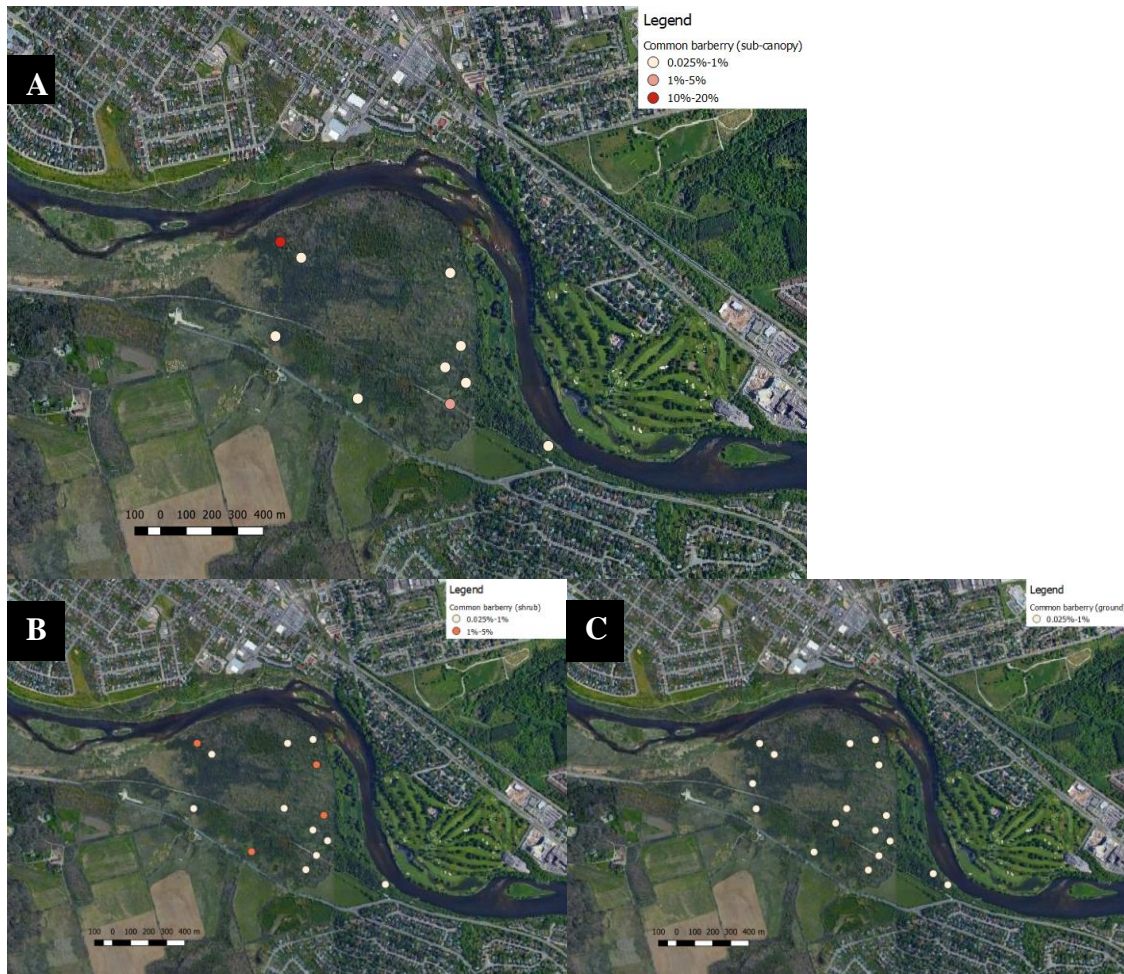 A
Legend
Common barberry (sub-canopy)
0.025%-1%
1%-5%
10%-20%
100 0 100 200 300 400 m
B
Legend
Common barberry (shrub)
0.025%-1%
1%-5%
100 0 100 200 300 400 m
C
Legend
Common barberry (ground)
0.025%-1%
100 0 100 200 300 400 m